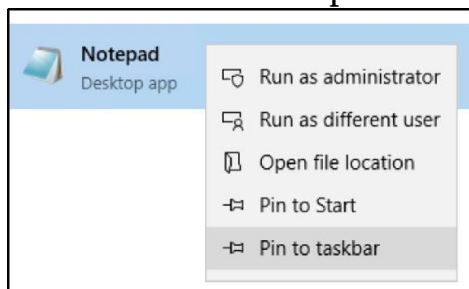 Notepad
Desktop app
Run as administrator
Run as different user
Open file location
Pin to Start
Pin to taskbar